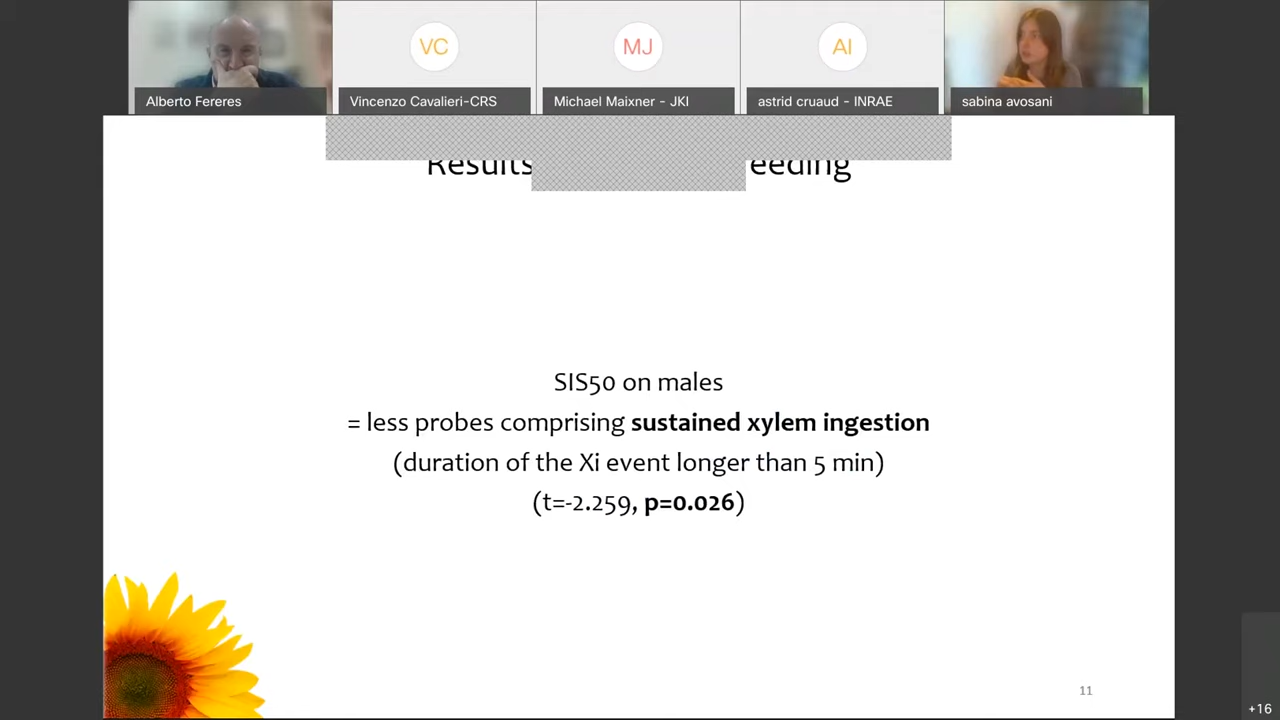 VC
MJ
AI
Alberto Fereres
Vincenzo Cavalieri-CRS
Michael Maixner - JKI
astrid cruaud - INRAE
sabina avosani
Results eeding
SIS50 on males
= less probes comprising sustained xylem ingestion
(duration of the Xi event longer than 5 min)
(t=-2.259, p=0.026)
11
+16